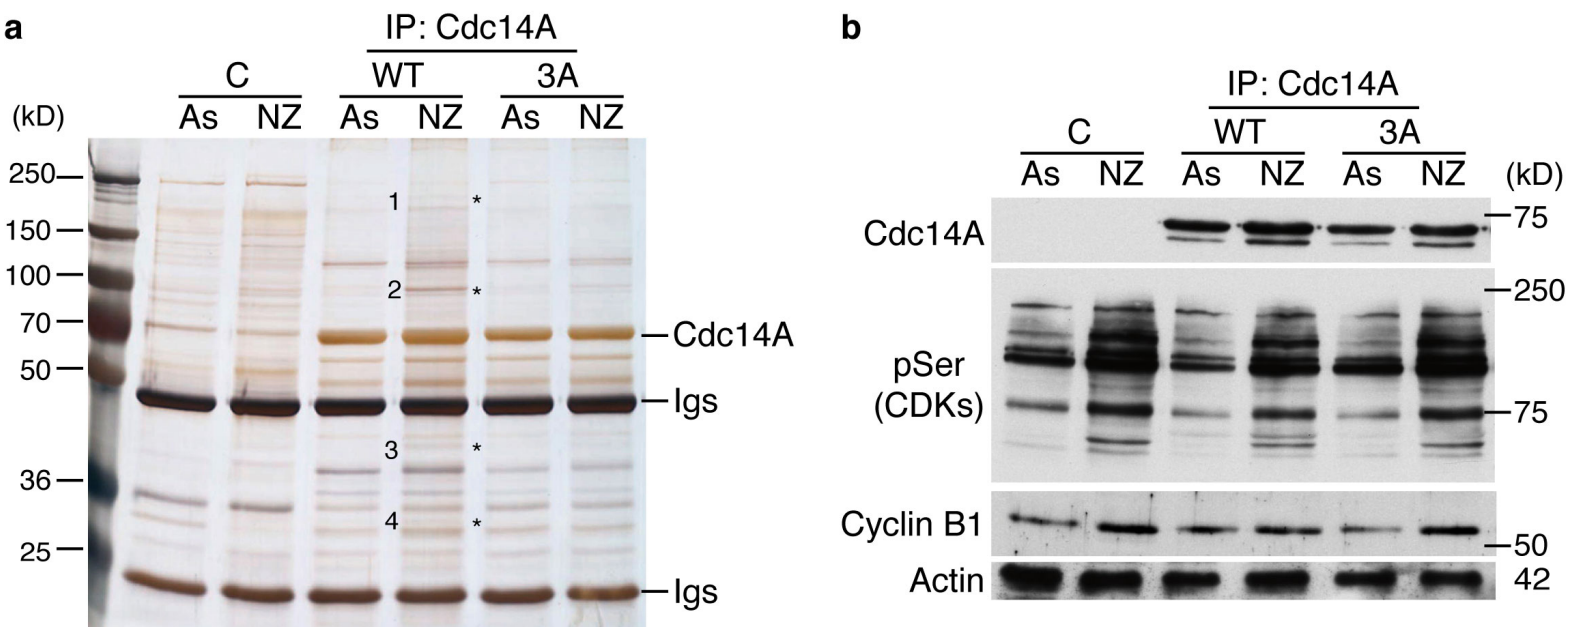 a
IP: Cdc14A
C WT 3A
(kD) As NZ As NZ As NZ
250
150
100
70
50
36
25
1 *
2 *
3 *
4 *
Cdc14A
Igs
Igs
b
IP: Cdc14A
C WT 3A
As NZ As NZ As NZ (kD)
Cdc14A 75
250
pSer
(CDKs) 75
Cyclin B1 50
Actin 42